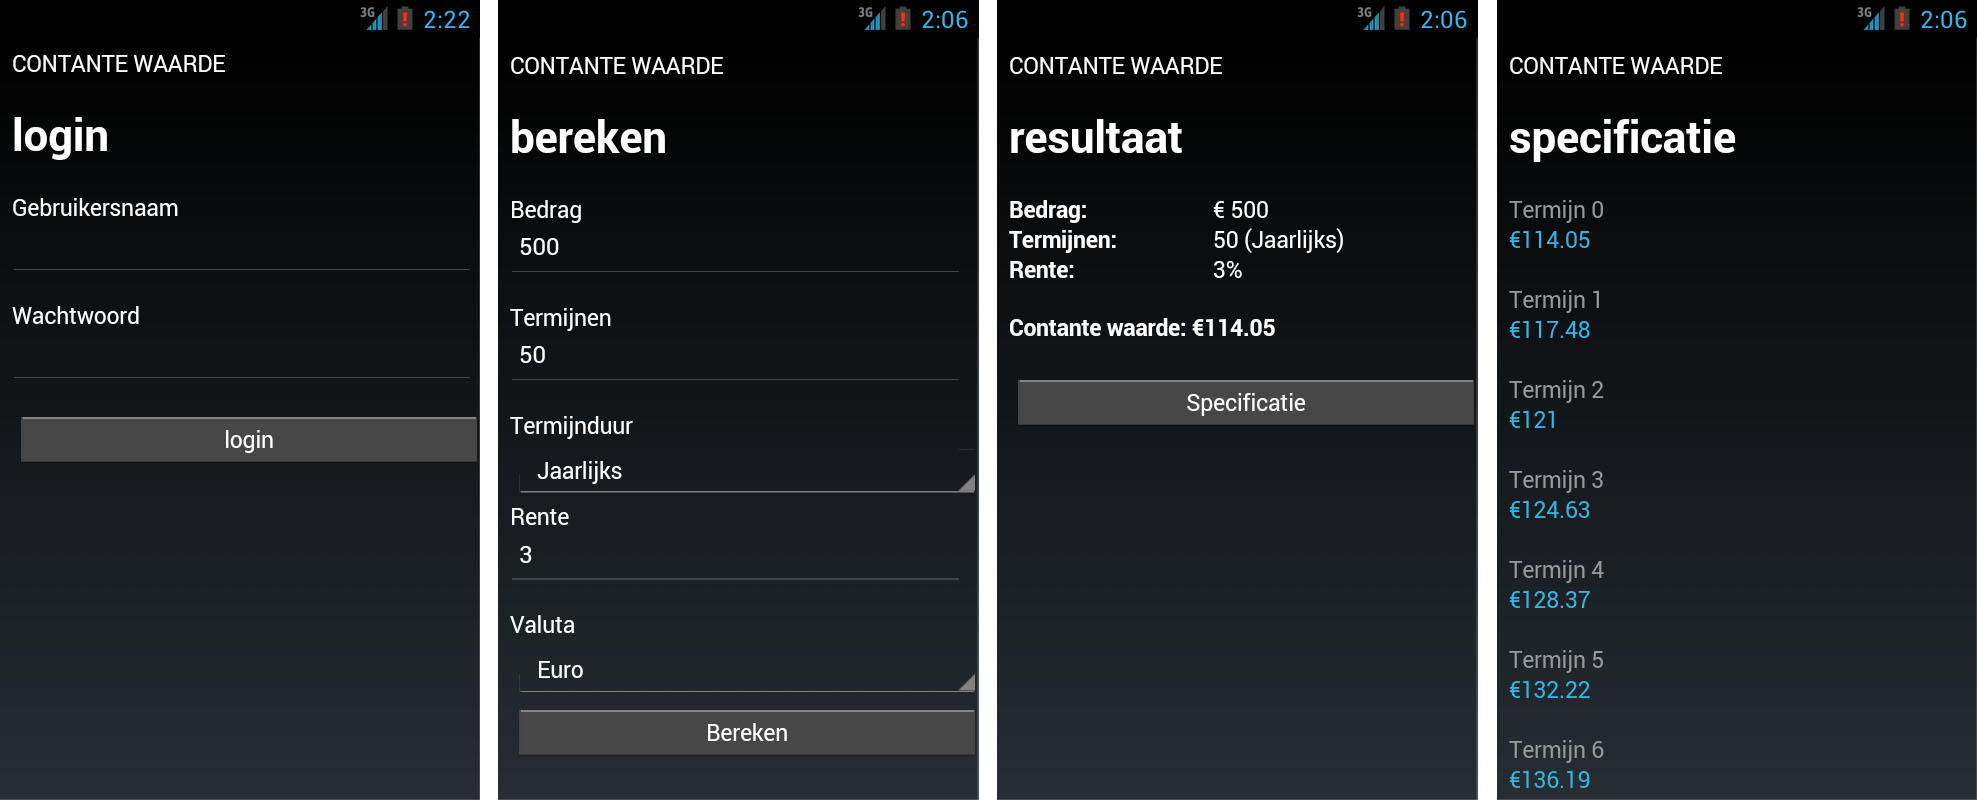 3G 2:22
CONTANTE WAARDE
login
Gebruikersnaam
Wachtwoord
login
3G 2:06
CONTANTE WAARDE
bereken
Bedrag
500
Termijnen
50
Termijnduur
Jaarlijks
Rente
3
Valuta
Euro
Bereken
3G 2:06
CONTANTE WAARDE
resultaat
Bedrag: € 500
Termijnen: 50 (Jaarlijks)
Rente: 3%
Contante waarde: €114.05
Specificatie
3G 2:06
CONTANTE WAARDE
specificatie
Termijn 0
€114.05
Termijn 1
€117.48
Termijn 2
€121
Termijn 3
€124.63
Termijn 4
€128.37
Termijn 5
€132.22
Termijn 6
€136.19